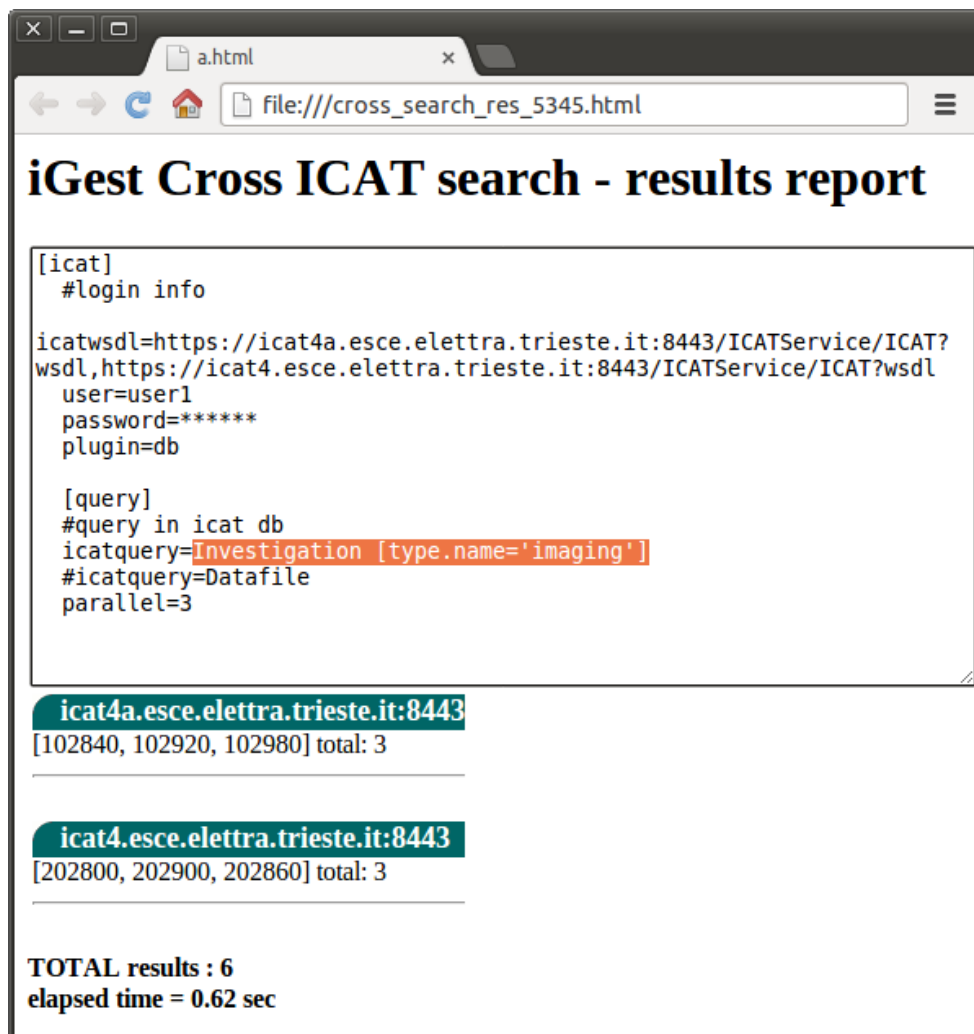 a.html
file:///cross_search_res_5345.html
iGest Cross ICAT search - results report
[icat]
#login info
icatwsdl=https://icat4a.esce.elettra.trieste.it:8443/ICATService/ICAT?
wsdl,https://icat4.esce.elettra.trieste.it:8443/ICATService/ICAT?wsdl
user=user1
password=******
plugin=db
[query]
#query in icat db
icatquery=Investigation [type.name='imaging']
#icatquery=Datafile
parallel=3
icat4a.esce.elettra.trieste.it:8443
[102840, 102920, 102980] total: 3
icat4.esce.elettra.trieste.it:8443
[202800, 202900, 202860] total: 3
TOTAL results : 6
elapsed time = 0.62 sec